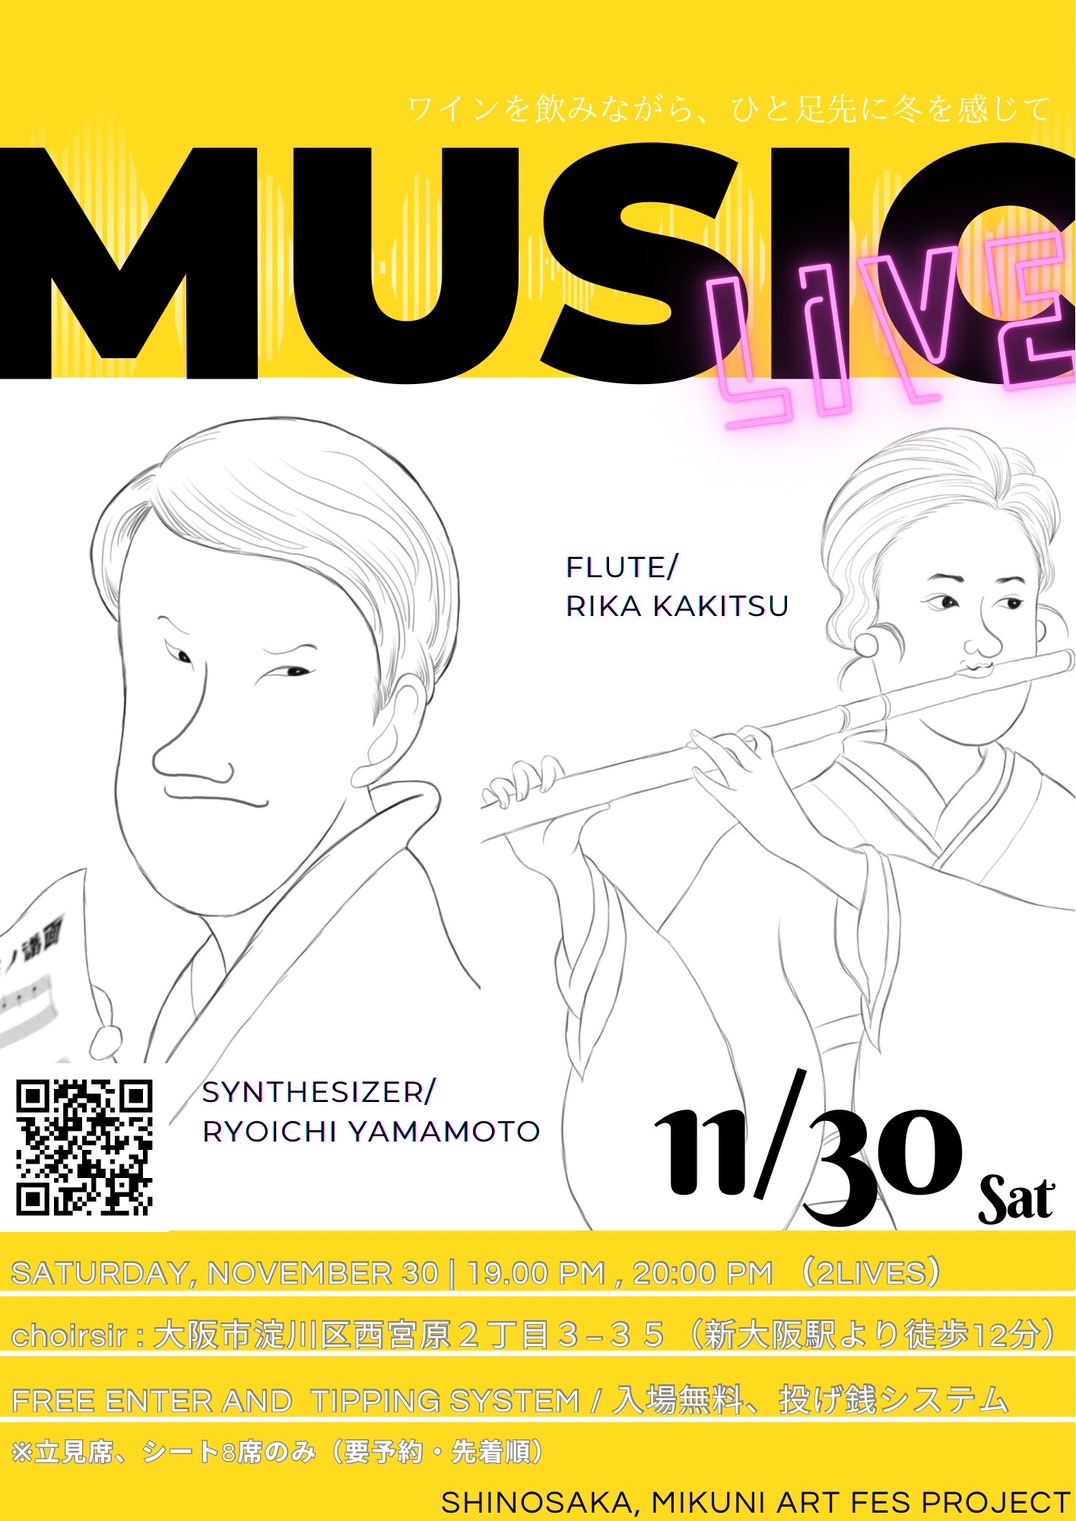 ワインを飲みながら、ひと足先に冬を感じて
MUSIC
LIVE
FLUTE/
RIKA KAKITSU
SYNTHESIZER/
RYOICHI YAMAMOTO
11/30 Sat
SATURDAY, NOVEMBER 30 | 19.00 PM , 20:00 PM （2LIVES）
choirsir : 大阪市淀川区西宮原２丁目３−３５（新大阪駅より徒歩12分）
FREE ENTER AND TIPPING SYSTEM / 入場無料、投げ銭システム
※立見席、シート8席のみ（要予約・先着順）
SHINOSAKA, MIKUNI ART FES PROJECT